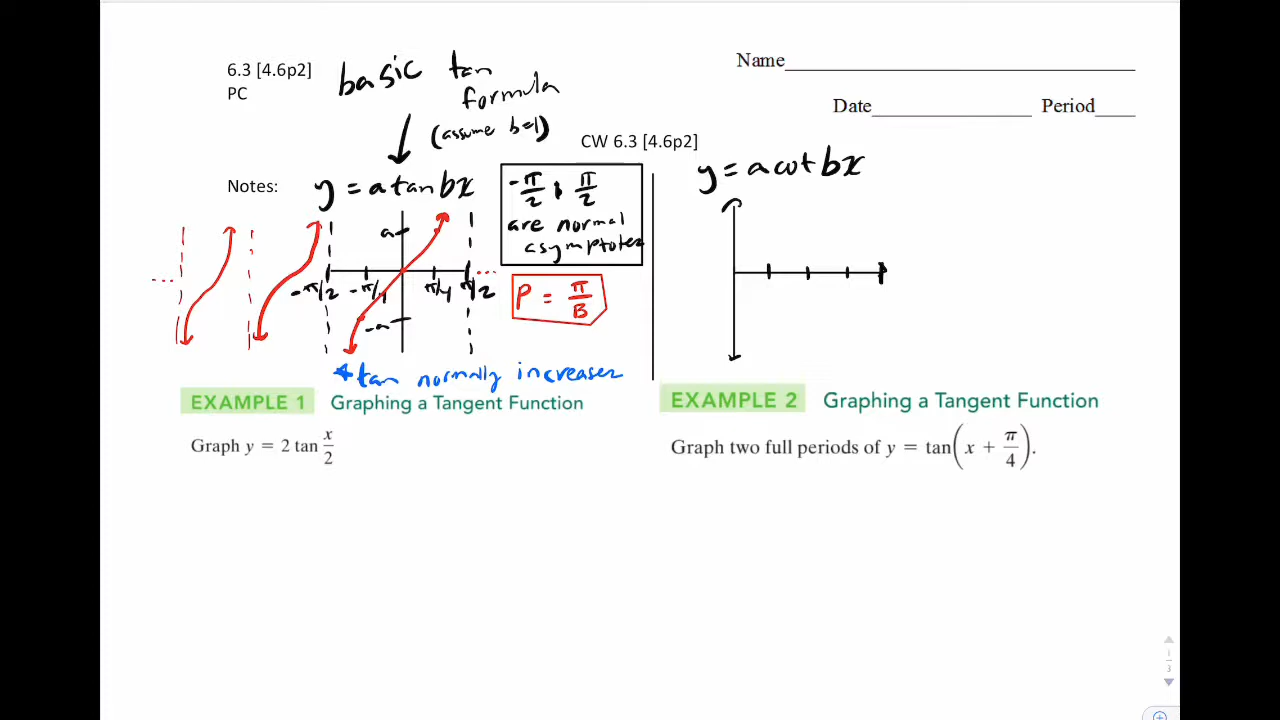 6.3 [4.6p2]
PC
basic tan
formula
(assume b=1)
Name
Date Period
CW 6.3 [4.6p2]
Notes:
y = a tan bx
a
-a
-π/2 -π/4 π/4 π/2
-π/2, π/2
are normal
asymptotes
P = π/B
*tan normally increases
y = a cot bx
EXAMPLE 1 Graphing a Tangent Function
Graph y = 2 tan x/2
EXAMPLE 2 Graphing a Tangent Function
Graph two full periods of y = tan(x + π/4).
1
3